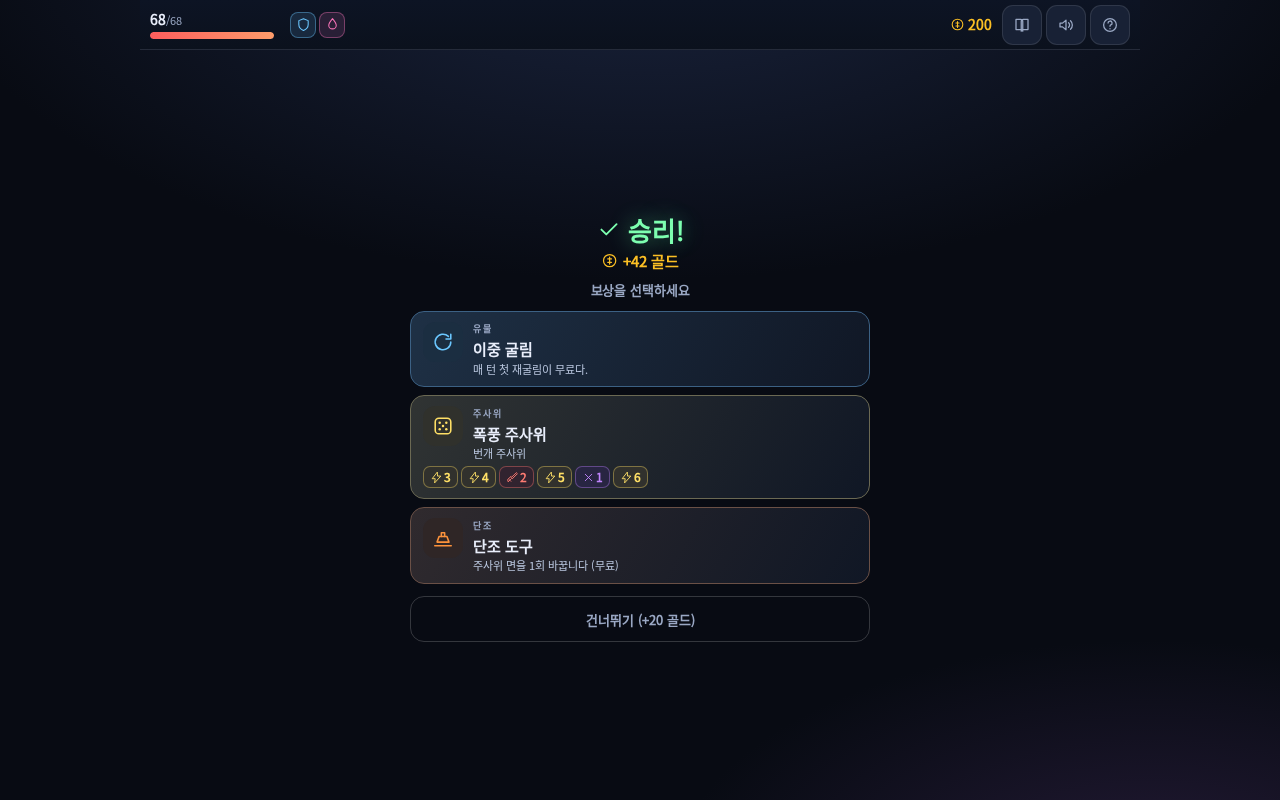 68/68
200
승리!
+42 골드
보상을 선택하세요
유물
이중 굴림
매 턴 첫 재굴림이 무료다.
주사위
폭풍 주사위
번개 주사위
3 4 2 5 1 6
단조
단조 도구
주사위 면을 1회 바꿉니다 (무료)
건너뛰기 (+20 골드)